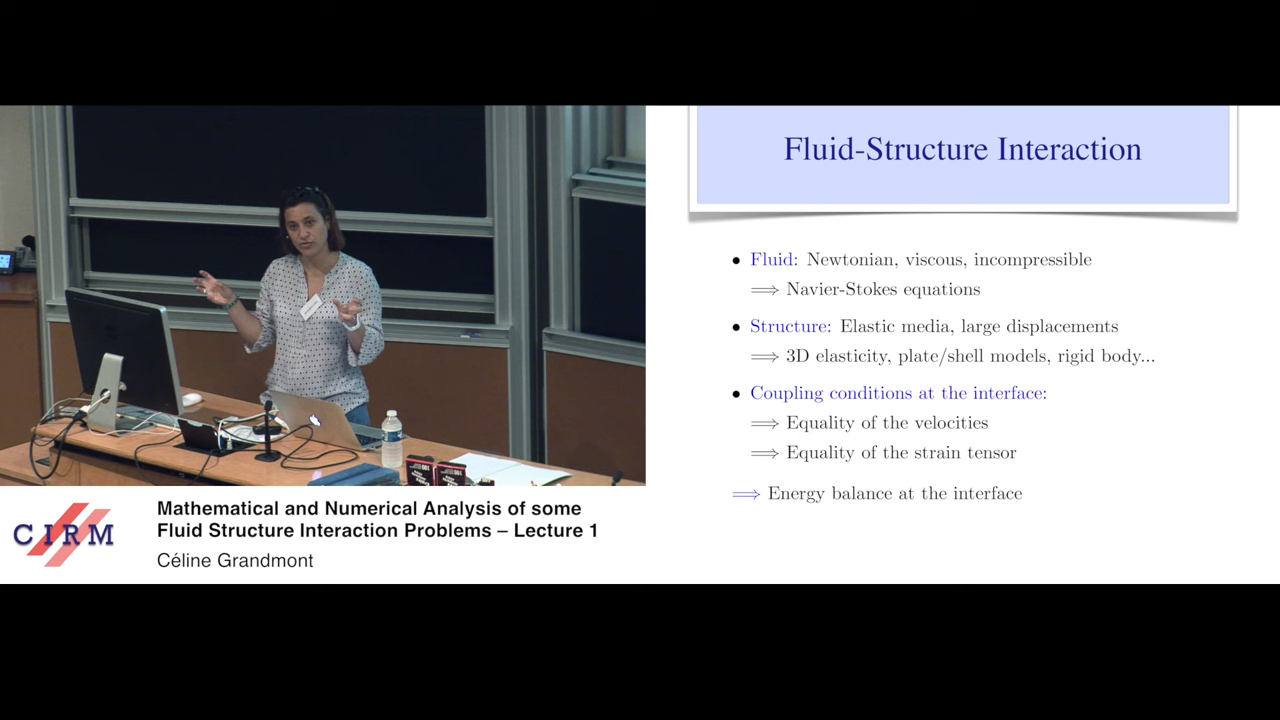 Fluid-Structure Interaction
• Fluid: Newtonian, viscous, incompressible
⟹ Navier-Stokes equations
• Structure: Elastic media, large displacements
⟹ 3D elasticity, plate/shell models, rigid body...
• Coupling conditions at the interface:
⟹ Equality of the velocities
⟹ Equality of the strain tensor
⟹ Energy balance at the interface
CIRM
Mathematical and Numerical Analysis of some
Fluid Structure Interaction Problems – Lecture 1
Céline Grandmont